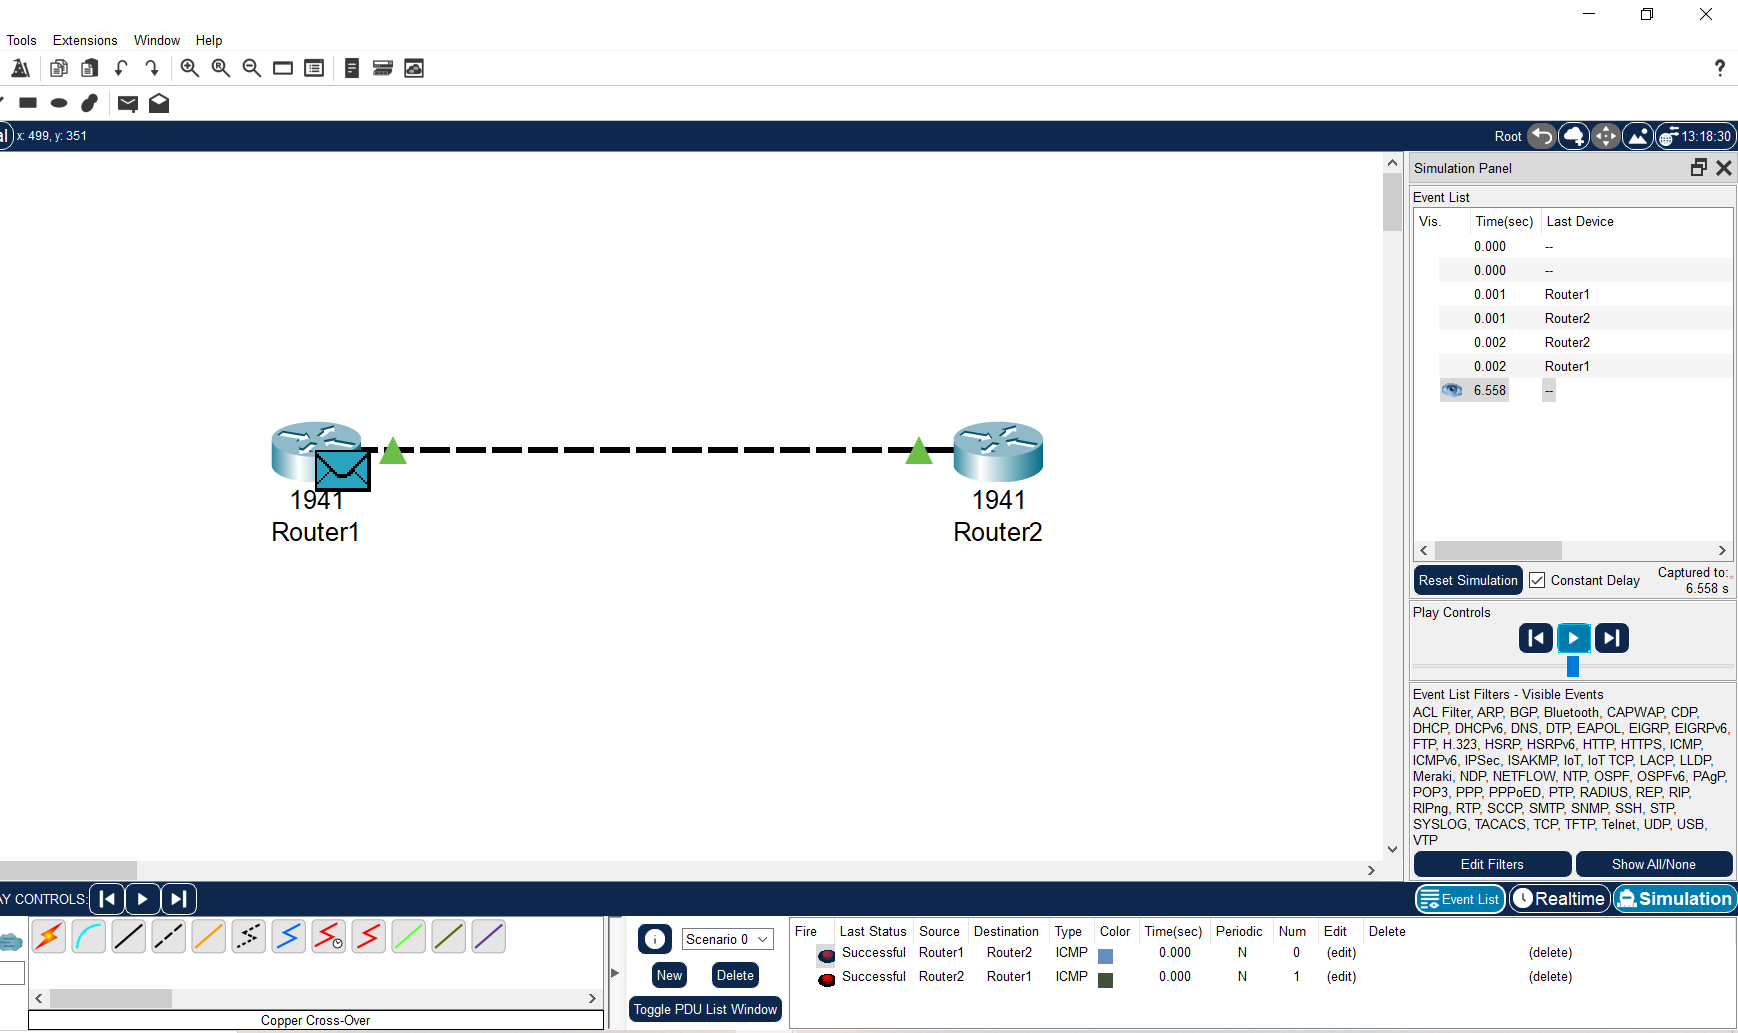 Tools Extensions Window Help
?
al x: 499, y: 351 Root 13:18:30
Simulation Panel
Event List
Vis. Time(sec) Last Device
0.000 --
0.000 --
0.001 Router1
0.001 Router2
0.002 Router2
0.002 Router1
6.558 --
1941
Router1
1941
Router2
Reset Simulation Constant Delay Captured to:
6.558 s
Play Controls
Event List Filters - Visible Events
ACL Filter, ARP, BGP, Bluetooth, CAPWAP, CDP,
DHCP, DHCPv6, DNS, DTP, EAPOL, EIGRP, EIGRPv6,
FTP, H.323, HSRP, HSRPv6, HTTP, HTTPS, ICMP,
ICMPv6, IPSec, ISAKMP, IoT, IoT TCP, LACP, LLDP,
Meraki, NDP, NETFLOW, NTP, OSPF, OSPFv6, PAgP,
POP3, PPP, PPPoED, PTP, RADIUS, REP, RIP,
RIPng, RTP, SCCP, SMTP, SNMP, SSH, STP,
SYSLOG, TACACS, TCP, TFTP, Telnet, UDP, USB,
VTP
Edit Filters Show All/None
AY CONTROLS: Event List Realtime Simulation
Scenario 0
New Delete
Toggle PDU List Window
Fire Last Status Source Destination Type Color Time(sec) Periodic Num Edit Delete
Successful Router1 Router2 ICMP 0.000 N 0 (edit) (delete)
Successful Router2 Router1 ICMP 0.000 N 1 (edit) (delete)
Copper Cross-Over